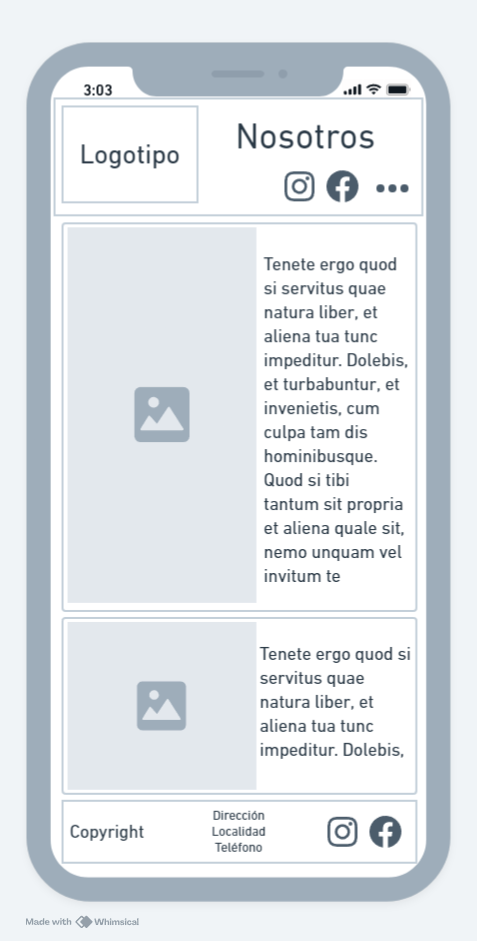 3:03
Logotipo
Nosotros
Tenete ergo quod
si servitus quae
natura liber, et
aliena tua tunc
impeditur. Dolebis,
et turbabuntur, et
invenietis, cum
culpa tam dis
hominibusque.
Quod si tibi
tantum sit propria
et aliena quale sit,
nemo unquam vel
invitum te
Tenete ergo quod si
servitus quae
natura liber, et
aliena tua tunc
impeditur. Dolebis,
Copyright
Dirección
Localidad
Teléfono
Made with Whimsical